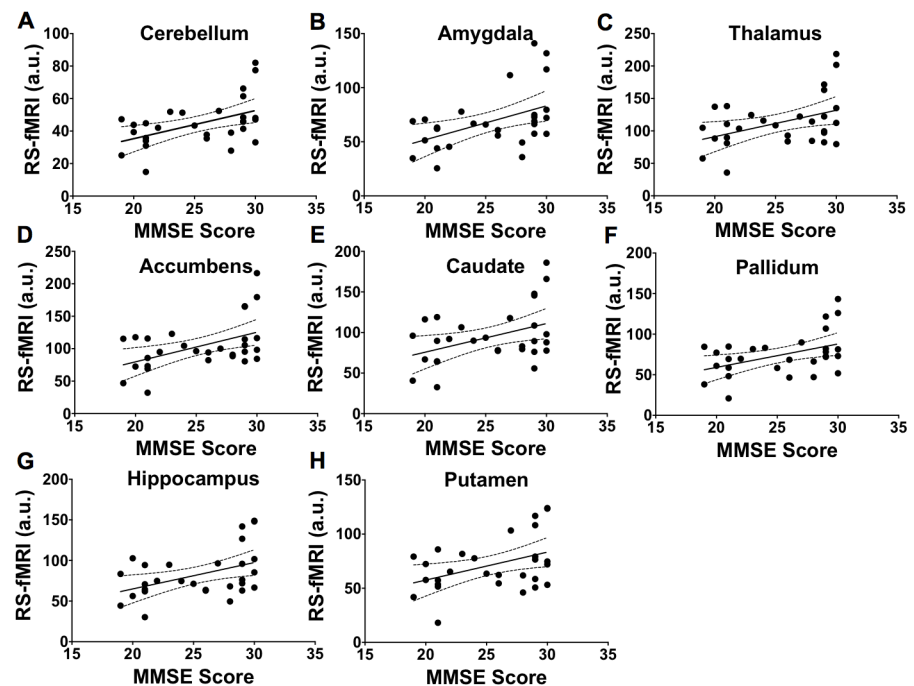 A
Cerebellum
RS-fMRI (a.u.)
100
80
60
40
20
0
15 20 25 30 35
MMSE Score
B
Amygdala
RS-fMRI (a.u.)
150
100
50
0
15 20 25 30 35
MMSE Score
C
Thalamus
RS-fMRI (a.u.)
250
200
150
100
50
0
15 20 25 30 35
MMSE Score
D
Accumbens
RS-fMRI (a.u.)
250
200
150
100
50
0
15 20 25 30 35
MMSE Score
E
Caudate
RS-fMRI (a.u.)
200
150
100
50
0
15 20 25 30 35
MMSE Score
F
Pallidum
RS-fMRI (a.u.)
200
150
100
50
0
15 20 25 30 35
MMSE Score
G
Hippocampus
RS-fMRI (a.u.)
200
150
100
50
0
15 20 25 30 35
MMSE Score
H
Putamen
RS-fMRI (a.u.)
150
100
50
0
15 20 25 30 35
MMSE Score